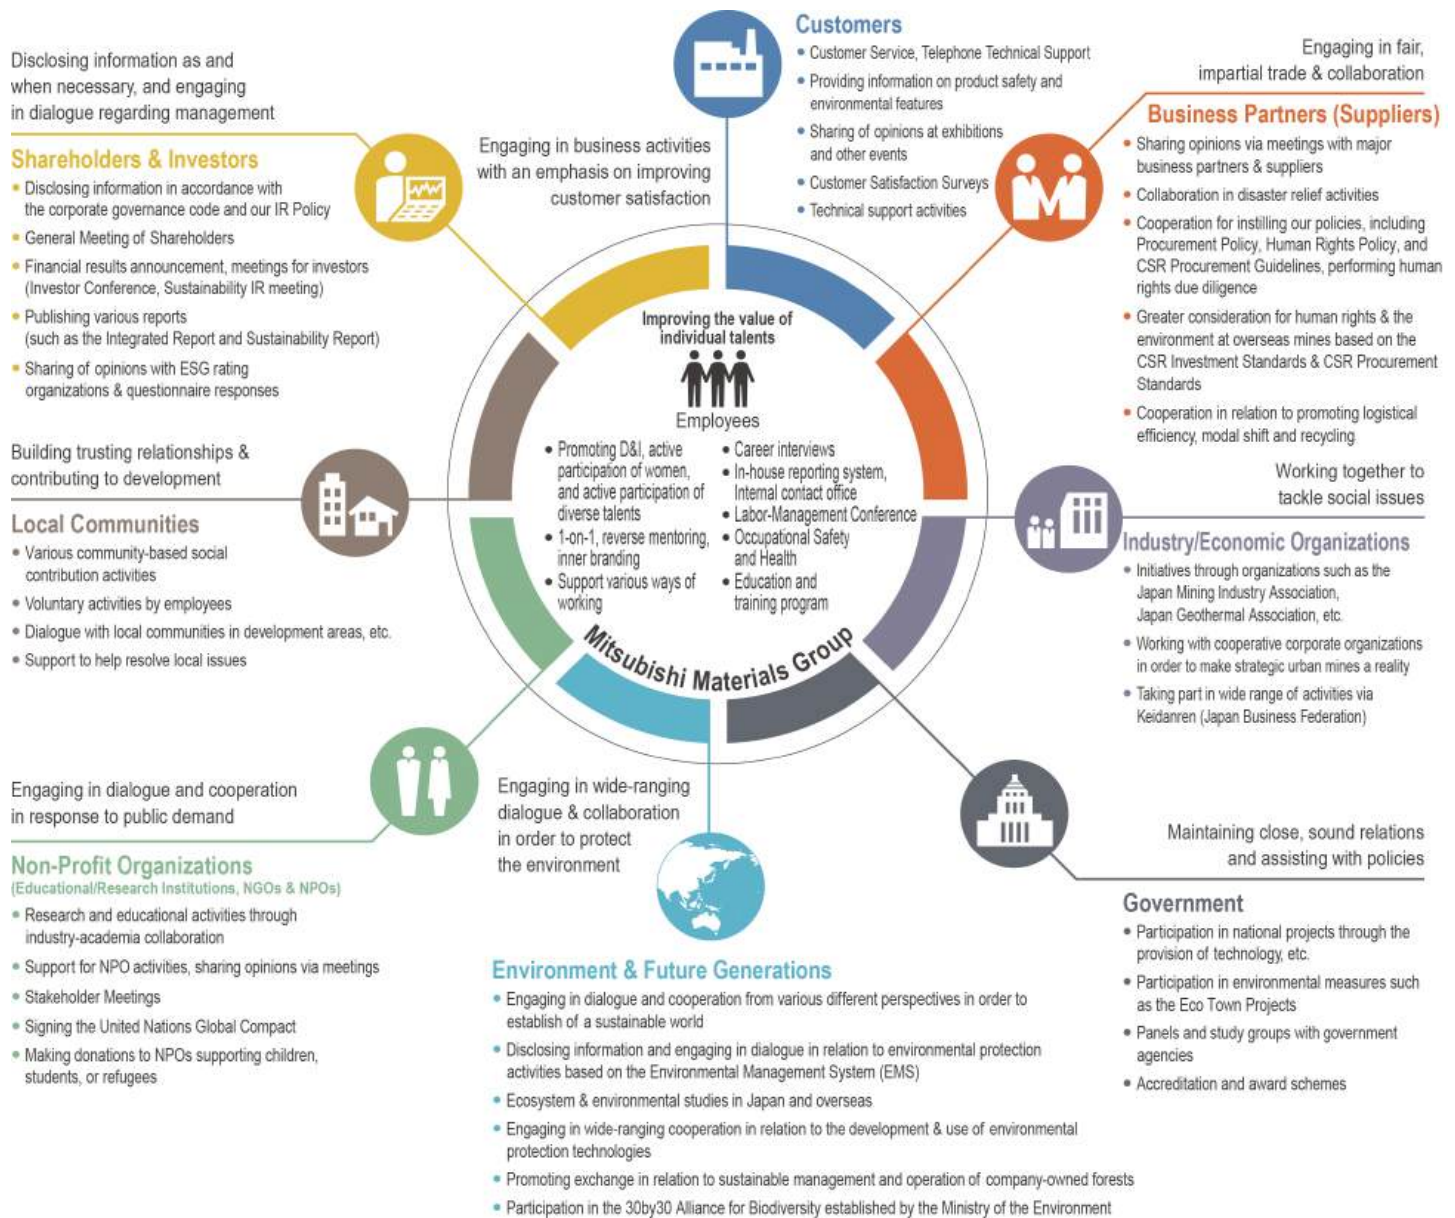 Customers
• Customer Service, Telephone Technical Support
• Providing information on product safety and
environmental features
• Sharing of opinions at exhibitions
and other events
• Customer Satisfaction Surveys
• Technical support activities
Engaging in business activities
with an emphasis on improving
customer satisfaction
Disclosing information as and
when necessary, and engaging
in dialogue regarding management
Shareholders & Investors
• Disclosing information in accordance with
the corporate governance code and our IR Policy
• General Meeting of Shareholders
• Financial results announcement, meetings for investors
(Investor Conference, Sustainability IR meeting)
• Publishing various reports
(such as the Integrated Report and Sustainability Report)
• Sharing of opinions with ESG rating
organizations & questionnaire responses
Engaging in fair,
impartial trade & collaboration
Business Partners (Suppliers)
• Sharing opinions via meetings with major
business partners & suppliers
• Collaboration in disaster relief activities
• Cooperation for instilling our policies, including
Procurement Policy, Human Rights Policy, and
CSR Procurement Guidelines, performing human
rights due diligence
• Greater consideration for human rights & the
environment at overseas mines based on the
CSR Investment Standards & CSR Procurement
Standards
• Cooperation in relation to promoting logistical
efficiency, modal shift and recycling
Improving the value of
individual talents
Employees
• Promoting D&I, active
participation of women,
and active participation of
diverse talents
• 1-on-1, reverse mentoring,
inner branding
• Support various ways of
working
• Career interviews
• In-house reporting system,
Internal contact office
• Labor-Management Conference
• Occupational Safety
and Health
• Education and
training program
Mitsubishi Materials Group
Building trusting relationships &
contributing to development
Local Communities
• Various community-based social
contribution activities
• Voluntary activities by employees
• Dialogue with local communities in development areas, etc.
• Support to help resolve local issues
Working together to
tackle social issues
Industry/Economic Organizations
• Initiatives through organizations such as the
Japan Mining Industry Association,
Japan Geothermal Association, etc.
• Working with cooperative corporate organizations
in order to make strategic urban mines a reality
• Taking part in wide range of activities via
Keidanren (Japan Business Federation)
Engaging in dialogue and cooperation
in response to public demand
Non-Profit Organizations
(Educational/Research Institutions, NGOs & NPOs)
• Research and educational activities through
industry-academia collaboration
• Support for NPO activities, sharing opinions via meetings
• Stakeholder Meetings
• Signing the United Nations Global Compact
• Making donations to NPOs supporting children,
students, or refugees
Engaging in wide-ranging
dialogue & collaboration
in order to protect
the environment
Environment & Future Generations
• Engaging in dialogue and cooperation from various different perspectives in order to
establish of a sustainable world
• Disclosing information and engaging in dialogue in relation to environmental protection
activities based on the Environmental Management System (EMS)
• Ecosystem & environmental studies in Japan and overseas
• Engaging in wide-ranging cooperation in relation to the development & use of environmental
protection technologies
• Promoting exchange in relation to sustainable management and operation of company-owned forests
• Participation in the 30by30 Alliance for Biodiversity established by the Ministry of the Environment
Maintaining close, sound relations
and assisting with policies
Government
• Participation in national projects through the
provision of technology, etc.
• Participation in environmental measures such
as the Eco Town Projects
• Panels and study groups with government
agencies
• Accreditation and award schemes